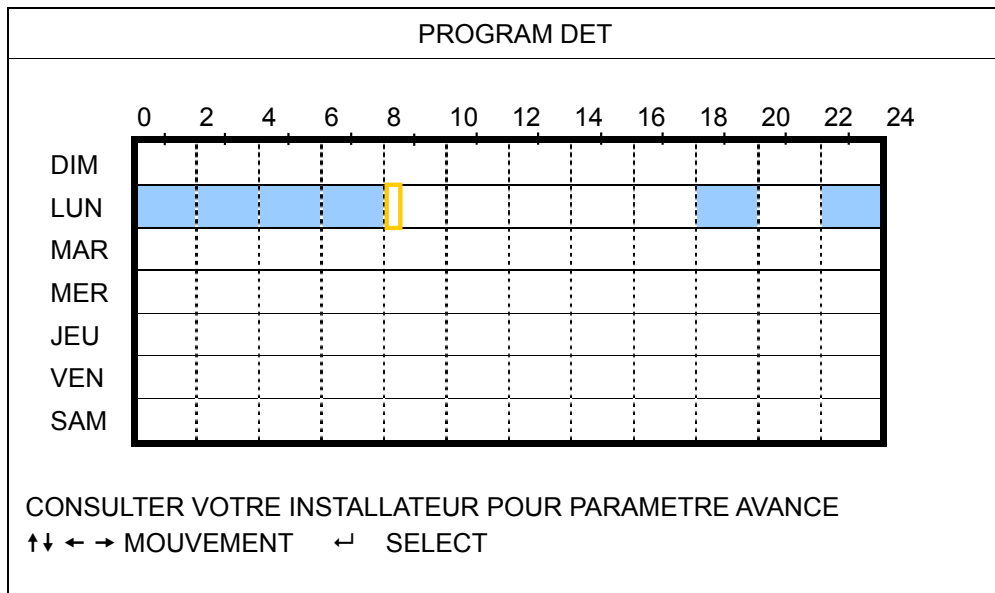 PROGRAM DET
0 2 4 6 8 10 12 14 16 18 20 22 24
DIM
LUN
MAR
MER
JEU
VEN
SAM
CONSULTER VOTRE INSTALLATEUR POUR PARAMETRE AVANCE
↑↓ ← → MOUVEMENT ↵ SELECT